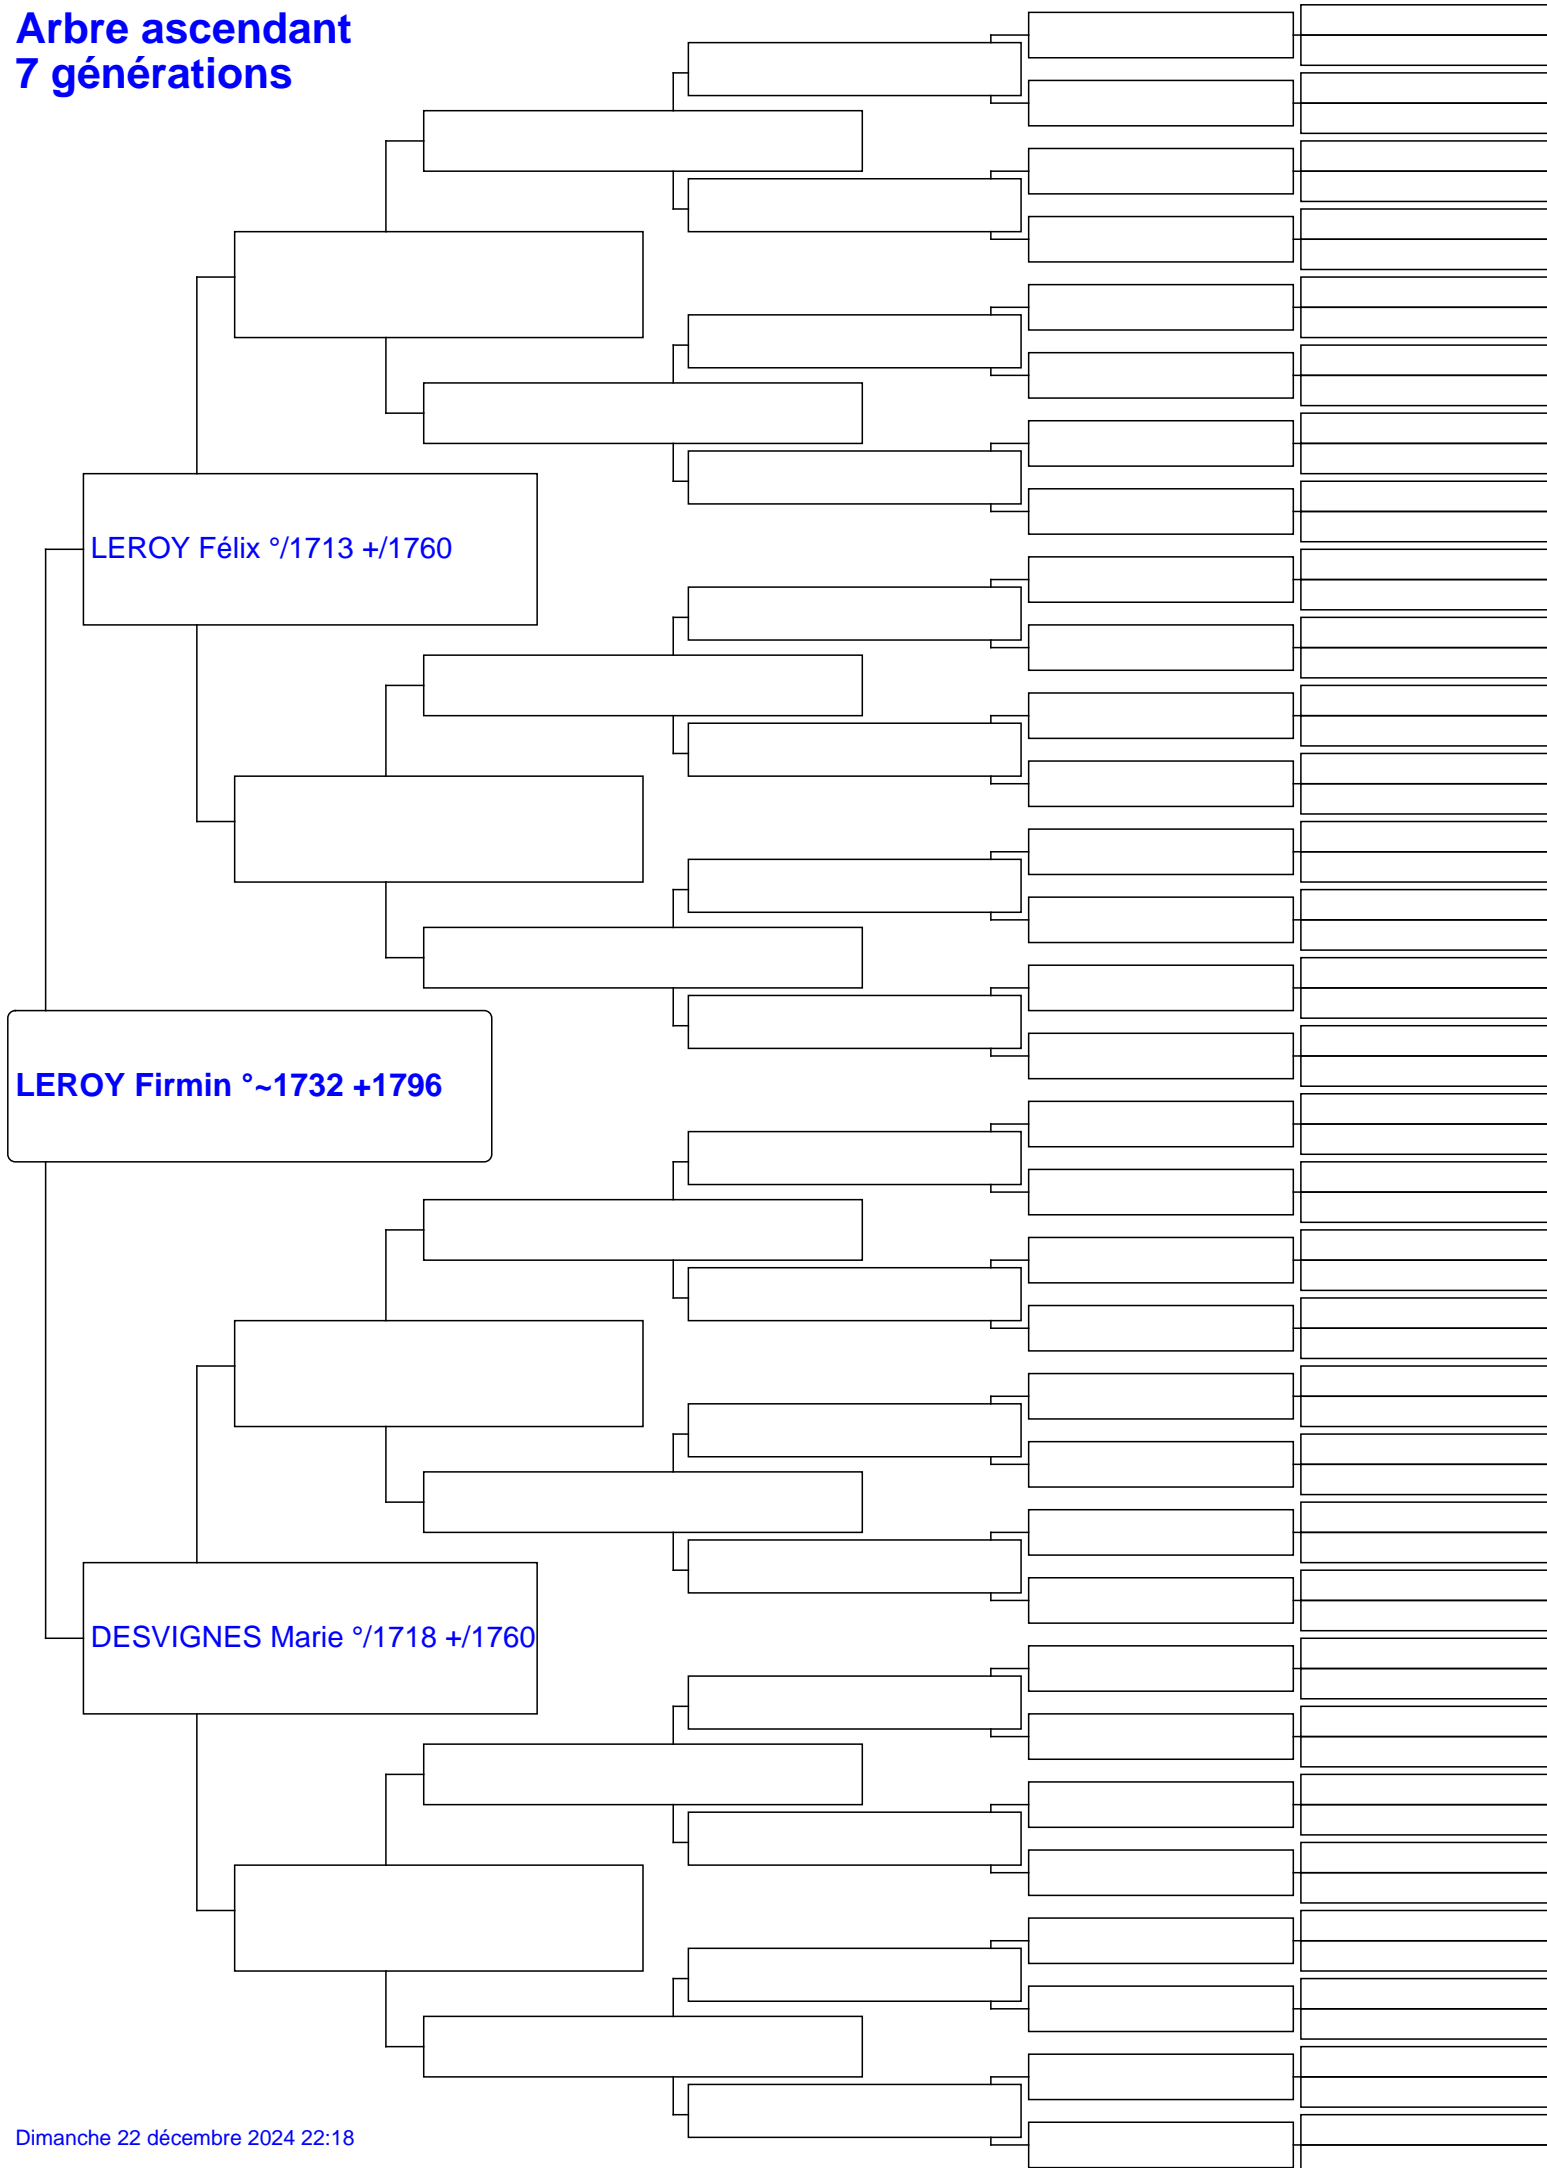 Arbre ascendant
7 générations
LEROY Félix °/1713 +/1760
LEROY Firmin °~1732 +1796
DESVIGNES Marie °/1718 +/1760
Dimanche 22 décembre 2024 22:18